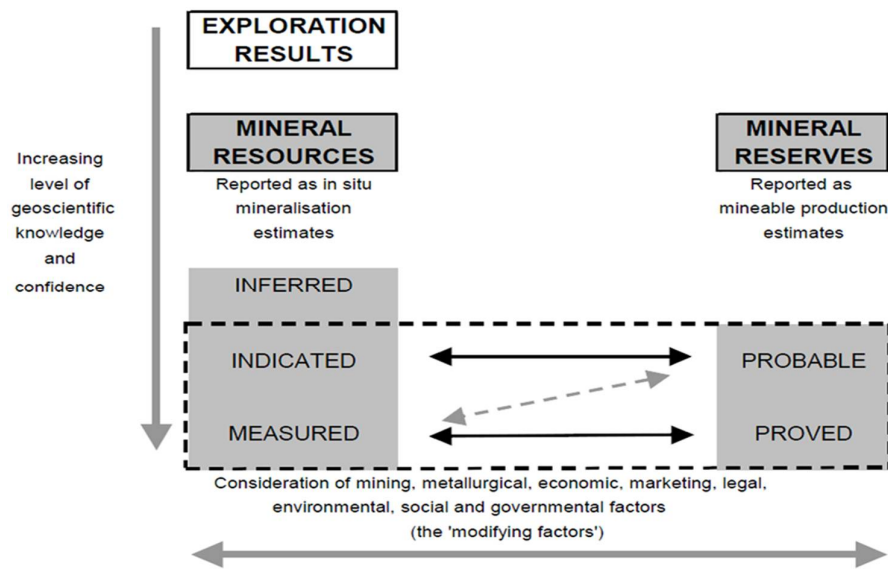 EXPLORATION
RESULTS
MINERAL
RESOURCES
Reported as in situ
mineralisation
estimates
MINERAL
RESERVES
Reported as
mineable production
estimates
Increasing
level of
geoscientific
knowledge
and
confidence
INFERRED
INDICATED
PROBABLE
MEASURED
PROVED
Consideration of mining, metallurgical, economic, marketing, legal,
environmental, social and governmental factors
(the 'modifying factors')